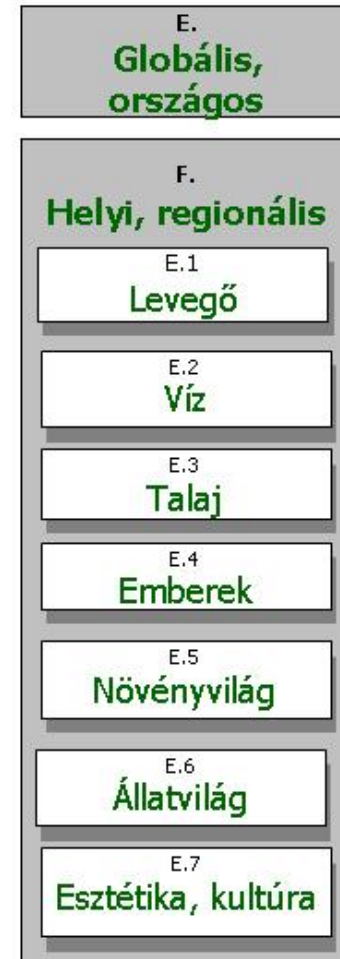 E.
Globális,
országos
F.
Helyi, regionális
E.1
Levegő
E.2
Víz
E.3
Talaj
E.4
Emberek
E.5
Növényvilág
E.6
Állatvilág
E.7
Esztétika, kultúra